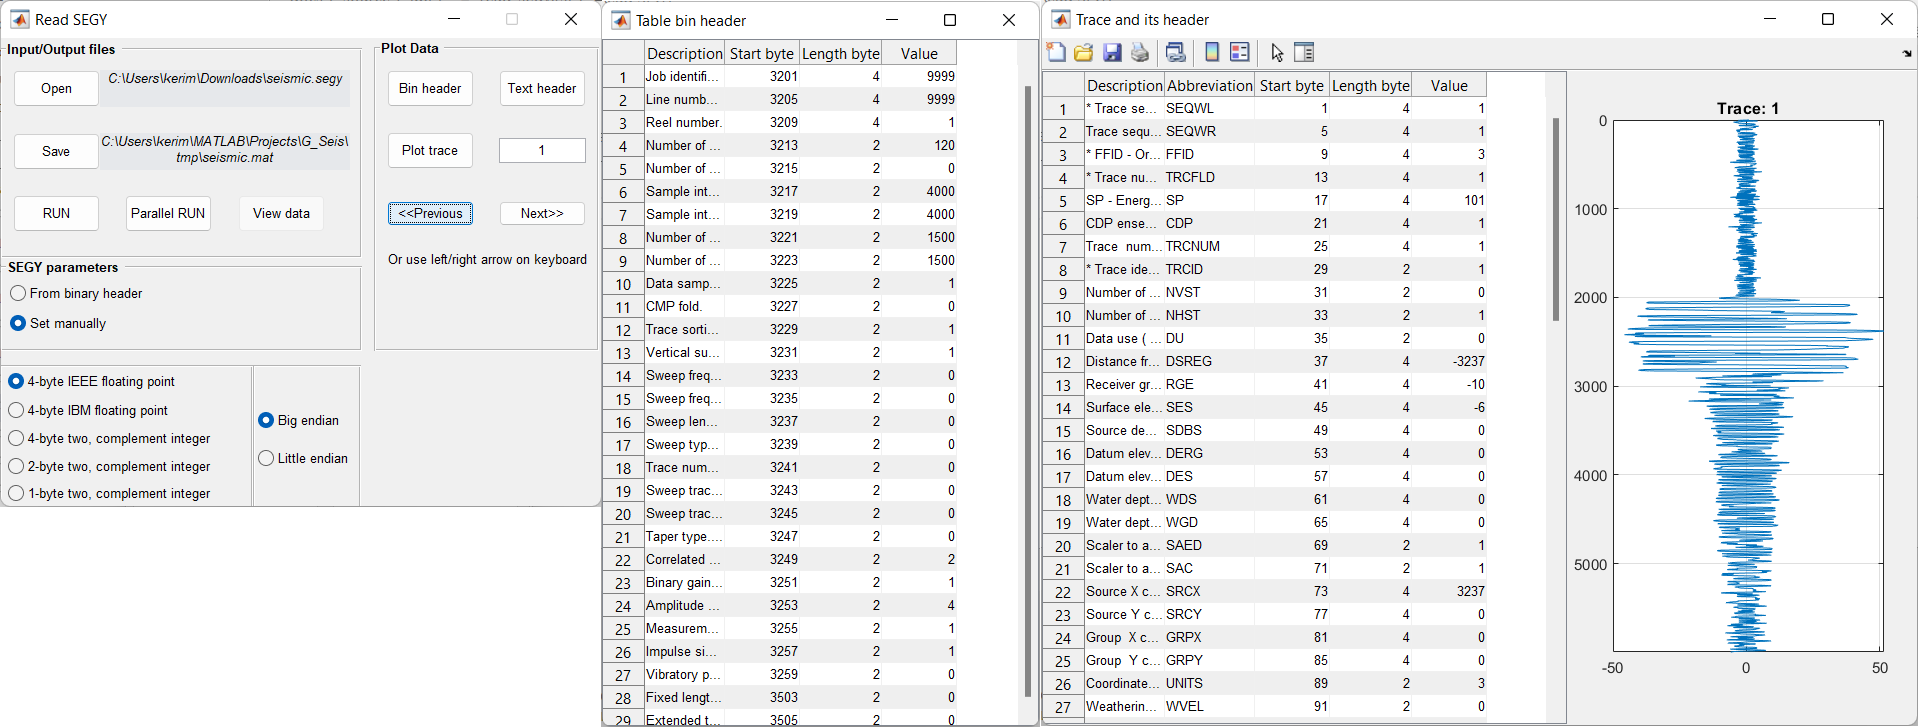 Read SEGY
Input/Output files
Open
C:\Users\kerim\Downloads\seismic.segy
Save
C:\Users\kerim\MATLAB\Projects\G_Seis\
tmp\seismic.mat
RUN
Parallel RUN
View data
SEGY parameters
From binary header
Set manually
4-byte IEEE floating point
4-byte IBM floating point
4-byte two, complement integer
2-byte two, complement integer
1-byte two, complement integer
Big endian
Little endian
Plot Data
Bin header
Text header
Plot trace
1
<<Previous
Next>>
Or use left/right arrow on keyboard
Table bin header
Description Start byte Length byte Value
1 Job identifi... 3201 4 9999
2 Line numb... 3205 4 9999
3 Reel number. 3209 4 1
4 Number of ... 3213 2 120
5 Number of ... 3215 2 0
6 Sample int... 3217 2 4000
7 Sample int... 3219 2 4000
8 Number of ... 3221 2 1500
9 Number of ... 3223 2 1500
10 Data samp... 3225 2 1
11 CMP fold. 3227 2 0
12 Trace sorti... 3229 2 1
13 Vertical su... 3231 2 1
14 Sweep freq... 3233 2 0
15 Sweep freq... 3235 2 0
16 Sweep len... 3237 2 0
17 Sweep typ... 3239 2 0
18 Trace num... 3241 2 0
19 Sweep trac... 3243 2 0
20 Sweep trac... 3245 2 0
21 Taper type.... 3247 2 0
22 Correlated ... 3249 2 2
23 Binary gain... 3251 2 1
24 Amplitude ... 3253 2 4
25 Measurem... 3255 2 1
26 Impulse si... 3257 2 1
27 Vibratory p... 3259 2 0
28 Fixed lengt... 3503 2 0
29 Extended t... 3505 2 0
Trace and its header
Description Abbreviation Start byte Length byte Value
1 * Trace se... SEQWL 1 4 1
2 Trace sequ... SEQWR 5 4 1
3 * FFID - Or... FFID 9 4 3
4 * Trace nu... TRCFLD 13 4 1
5 SP - Energ... SP 17 4 101
6 CDP ense... CDP 21 4 1
7 Trace num... TRCNUM 25 4 1
8 * Trace ide... TRCID 29 2 1
9 Number of ... NVST 31 2 0
10 Number of ... NHST 33 2 1
11 Data use ( ... DU 35 2 0
12 Distance fr... DSREG 37 4 -3237
13 Receiver gr... RGE 41 4 -10
14 Surface ele... SES 45 4 -6
15 Source de... SDBS 49 4 0
16 Datum elev... DERG 53 4 0
17 Datum elev... DES 57 4 0
18 Water dept... WDS 61 4 0
19 Water dept... WGD 65 4 0
20 Scaler to a... SAED 69 2 1
21 Scaler to a... SAC 71 2 1
22 Source X c... SRCX 73 4 3237
23 Source Y c... SRCY 77 4 0
24 Group X c... GRPX 81 4 0
25 Group Y c... GRPY 85 4 0
26 Coordinate... UNITS 89 2 3
27 Weatherin... WVEL 91 2 0
Trace: 1
0
1000
2000
3000
4000
5000
-50 0 50